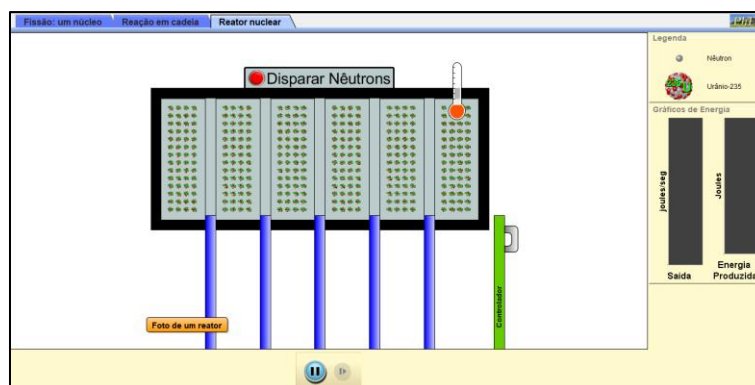 Fissão: um núcleo
Reação em cadeia
Reator nuclear
Disparar Nêutrons
Foto de um reator
Controlador
Legenda
Nêutron
Urânio-235
Gráficos de Energia
joules/seg
Joules
Saída
Energia
Produzida